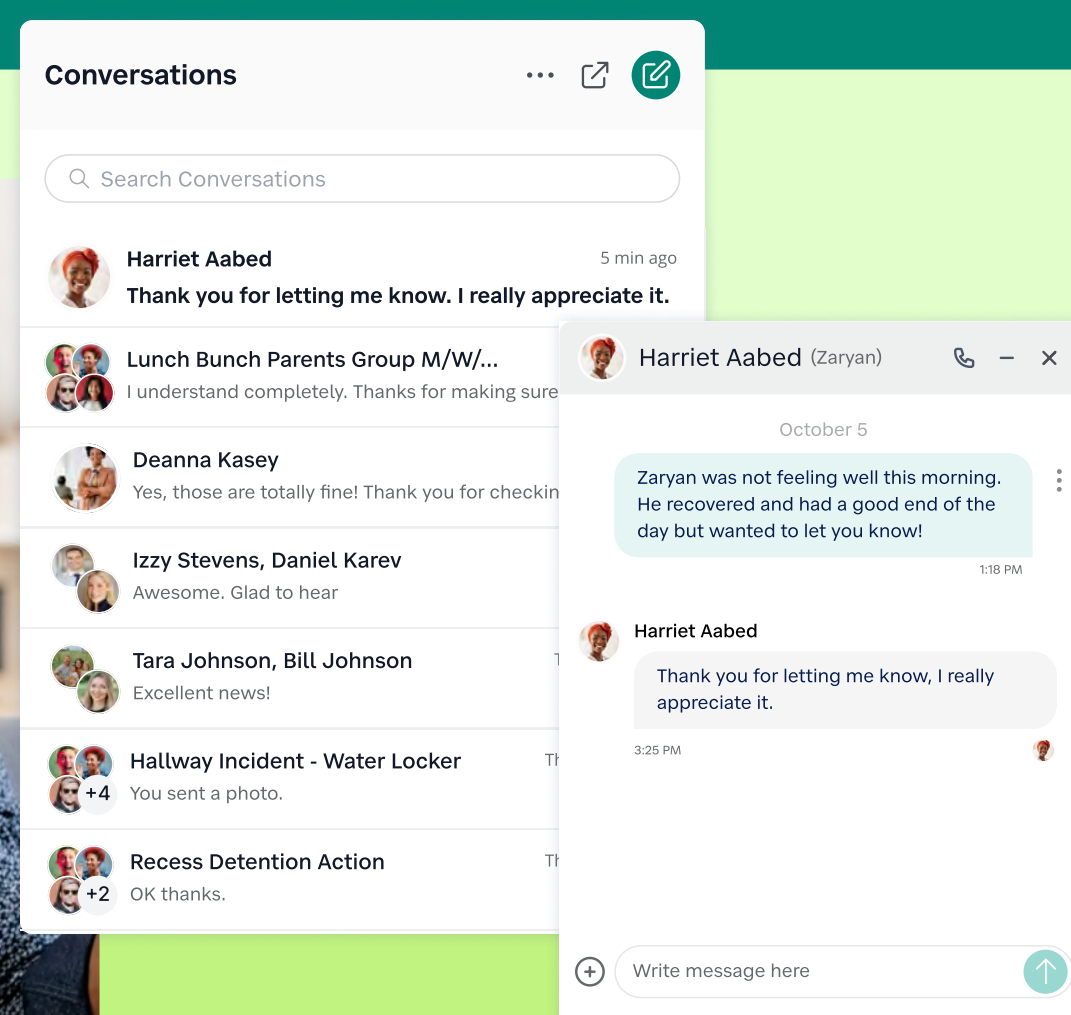 Conversations
Search Conversations
Harriet Aabed
5 min ago
Thank you for letting me know. I really appreciate it.
Lunch Bunch Parents Group M/W/...
I understand completely. Thanks for making sure
Deanna Kasey
Yes, those are totally fine! Thank you for checkin
Izzy Stevens, Daniel Karev
Awesome. Glad to hear
Tara Johnson, Bill Johnson
Excellent news!
Hallway Incident - Water Locker
Th
+4
You sent a photo.
Recess Detention Action
Th
+2
OK thanks.
Harriet Aabed (Zaryan)
October 5
Zaryan was not feeling well this morning.
He recovered and had a good end of the
day but wanted to let you know!
1:18 PM
Harriet Aabed
Thank you for letting me know, I really
appreciate it.
3:25 PM
Write message here